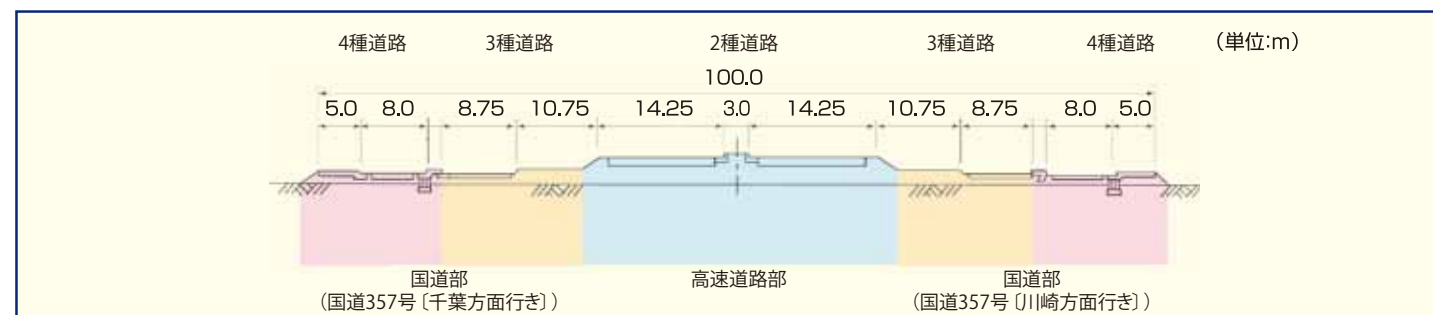 4種道路 3種道路 2種道路 3種道路 4種道路 (単位:m)
100.0
5.0 8.0 8.75 10.75 14.25 3.0 14.25 10.75 8.75 8.0 5.0
国道部 高速道路部 国道部
(国道357号〔千葉方面行き〕) (国道357号〔川崎方面行き〕)